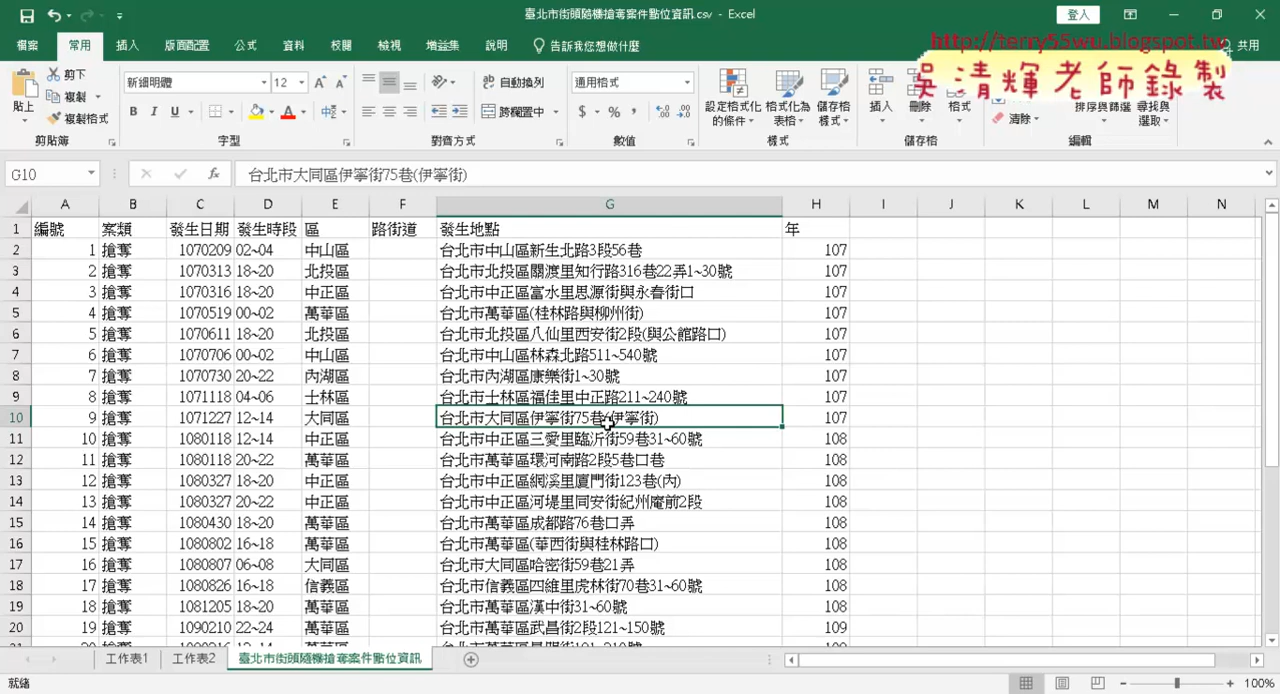 臺北市街頭隨機搶奪案件點位資訊.csv - Excel
登入
檔案 常用 插入 版面配置 公式 資料 校閱 檢視 增益集 說明 告訴我您想做什麼 共用
http://terry55wu.blogspot.tw
吳清輝老師錄製
貼上 剪下 複製 複製格式 剪貼簿
新細明體 12 B I U 字型
自動換列 跨欄置中 對齊方式
通用格式 $ % 數值
設定格式化的條件 格式化為表格 儲存格樣式 樣式
插入 刪除 格式 儲存格
清除 排序與篩選 尋找與選取 編輯
G10 fx 台北市大同區伊寧街75巷(伊寧街)
A B C D E F G H I J K L M N
1 編號 案類 發生日期 發生時段 區 路街道 發生地點 年
2 1 搶奪 1070209 02~04 中山區 台北市中山區新生北路3段56巷 107
3 2 搶奪 1070313 18~20 北投區 台北市北投區關渡里知行路316巷22弄1~30號 107
4 3 搶奪 1070316 18~20 中正區 台北市中正區富水里思源街與永春街口 107
5 4 搶奪 1070519 00~02 萬華區 台北市萬華區(桂林路與柳州街) 107
6 5 搶奪 1070611 18~20 北投區 台北市北投區八仙里西安街2段(與公館路口) 107
7 6 搶奪 1070706 00~02 中山區 台北市中山區林森北路511~540號 107
8 7 搶奪 1070730 20~22 內湖區 台北市內湖區康樂街1~30號 107
9 8 搶奪 1071118 04~06 士林區 台北市士林區福佳里中正路211~240號 107
10 9 搶奪 1071227 12~14 大同區 台北市大同區伊寧街75巷(伊寧街) 107
11 10 搶奪 1080118 12~14 中正區 台北市中正區三愛里臨沂街59巷31~60號 108
12 11 搶奪 1080118 20~22 萬華區 台北市萬華區環河南路2段5巷口巷 108
13 12 搶奪 1080327 18~20 中正區 台北市中正區網溪里廈門街123巷(內) 108
14 13 搶奪 1080327 20~22 中正區 台北市中正區河堤里同安街紀州庵前2段 108
15 14 搶奪 1080430 18~20 萬華區 台北市萬華區成都路76巷口弄 108
16 15 搶奪 1080802 16~18 萬華區 台北市萬華區(華西街與桂林路口) 108
17 16 搶奪 1080807 06~08 大同區 台北市大同區哈密街59巷21弄 108
18 17 搶奪 1080826 16~18 信義區 台北市信義區四維里虎林街70巷31~60號 108
19 18 搶奪 1081205 18~20 萬華區 台北市萬華區漢中街31~60號 108
20 19 搶奪 1090210 22~24 萬華區 台北市萬華區武昌街2段121~150號 109
工作表1 工作表2 臺北市街頭隨機搶奪案件點位資訊
就緒 100%